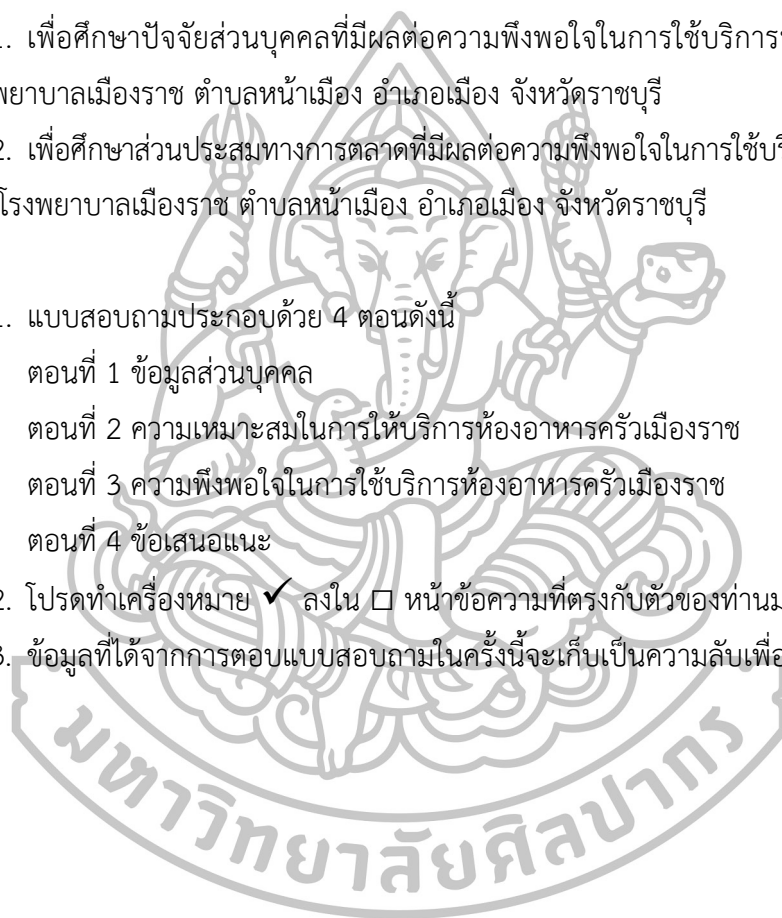 . เพื่อศึกษาปัจจัยส่วนบุคคลที่มีผลต่อความพึงพอใจในการใช้บริการ
พยาบาลเมืองราช ตำบลหน้าเมือง อำเภอเมือง จังหวัดราชบุรี
2. เพื่อศึกษาส่วนประสมทางการตลาดที่มีผลต่อความพึงพอใจในการใช้
โรงพยาบาลเมืองราช ตำบลหน้าเมือง อำเภอเมือง จังหวัดราชบุรี
. แบบสอบถามประกอบด้วย 4 ตอนดังนี้
ตอนที่ 1 ข้อมูลส่วนบุคคล
ตอนที่ 2 ความเหมาะสมในการให้บริการห้องอาหารครัวเมืองราช
ตอนที่ 3 ความพึงพอใจในการใช้บริการห้องอาหารครัวเมืองราช
ตอนที่ 4 ข้อเสนอแนะ
2. โปรดทำเครื่องหมาย ✓ ลงใน □ หน้าข้อความที่ตรงกับตัวของท่าน
3. ข้อมูลที่ได้จากการตอบแบบสอบถามในครั้งนี้จะเก็บเป็นความลับเพื่อ
มหาวิทยาลัยศิลปากร